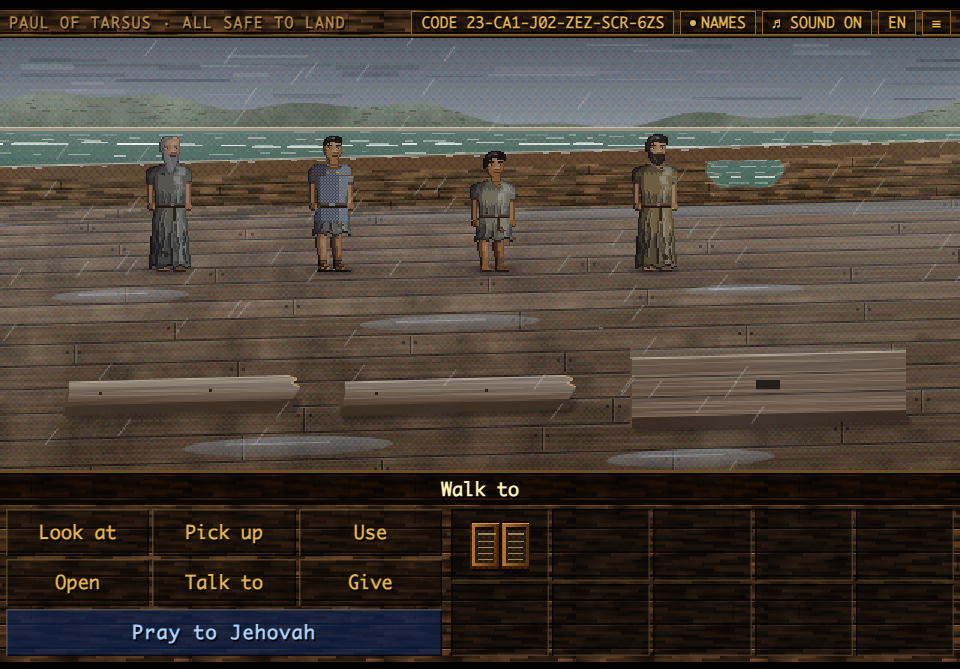 PAUL OF TARSUS · ALL SAFE TO LAND
CODE 23-CA1-J02-ZEZ-SCR-6ZS
● NAMES
♬ SOUND ON
EN
≡
Walk to
Look at
Pick up
Use
Open
Talk to
Give
Pray to Jehovah